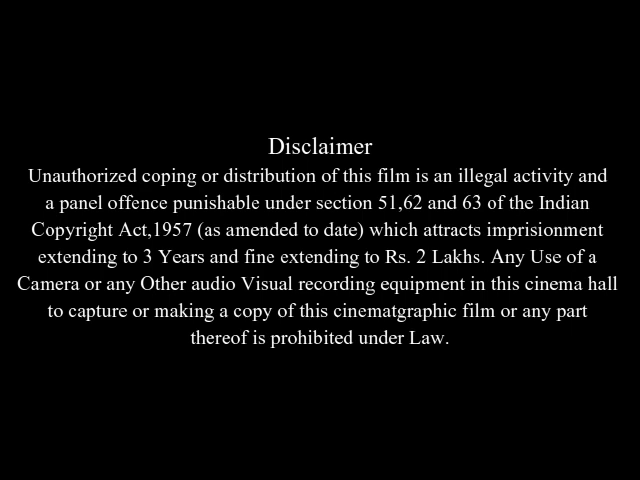 Disclaimer
Unauthorized coping or distribution of this film is an illegal activity and
a panel offence punishable under section 51,62 and 63 of the Indian
Copyright Act,1957 (as amended to date) which attracts imprisionment
extending to 3 Years and fine extending to Rs. 2 Lakhs. Any Use of a
Camera or any Other audio Visual recording equipment in this cinema hall
to capture or making a copy of this cinematgraphic film or any part
thereof is prohibited under Law.